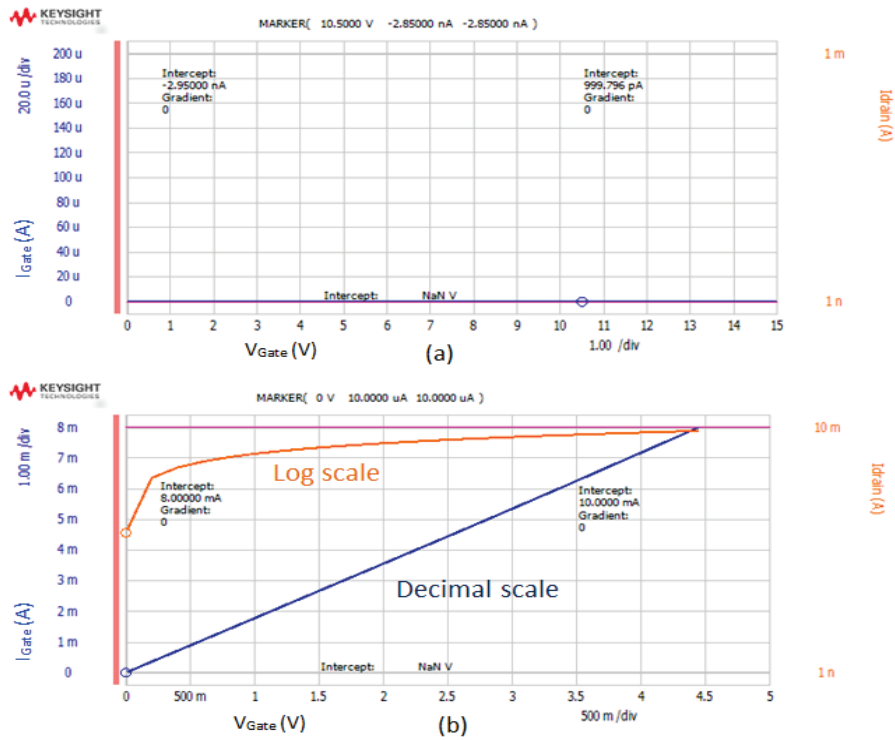 KEYSIGHT
TECHNOLOGIES
MARKER( 10.5000 V -2.85000 nA -2.85000 nA )
20.0 u /div
IGate (A)
200 u
180 u
160 u
140 u
120 u
100 u
80 u
60 u
40 u
20 u
0
Intercept:
-2.95000 nA
Gradient:
0
Intercept:
999.796 pA
Gradient:
0
1 m
Idrain (A)
1 n
Intercept: NaN V
0 1 2 3 4 5 6 7 8 9 10 11 12 13 14 15
VGate (V) (a) 1.00 /div
KEYSIGHT
TECHNOLOGIES
MARKER( 0 V 10.0000 uA 10.0000 uA )
1.00 m /div
IGate (A)
8 m
7 m
6 m
5 m
4 m
3 m
2 m
1 m
0
Log scale
Intercept:
8.00000 mA
Gradient:
0
Intercept:
10.0000 mA
Gradient:
0
Decimal scale
10 m
Idrain (A)
1 n
Intercept: NaN V
0 500 m 1 1.5 2 2.5 3 3.5 4 4.5 5
VGate (V) (b) 500 m/div